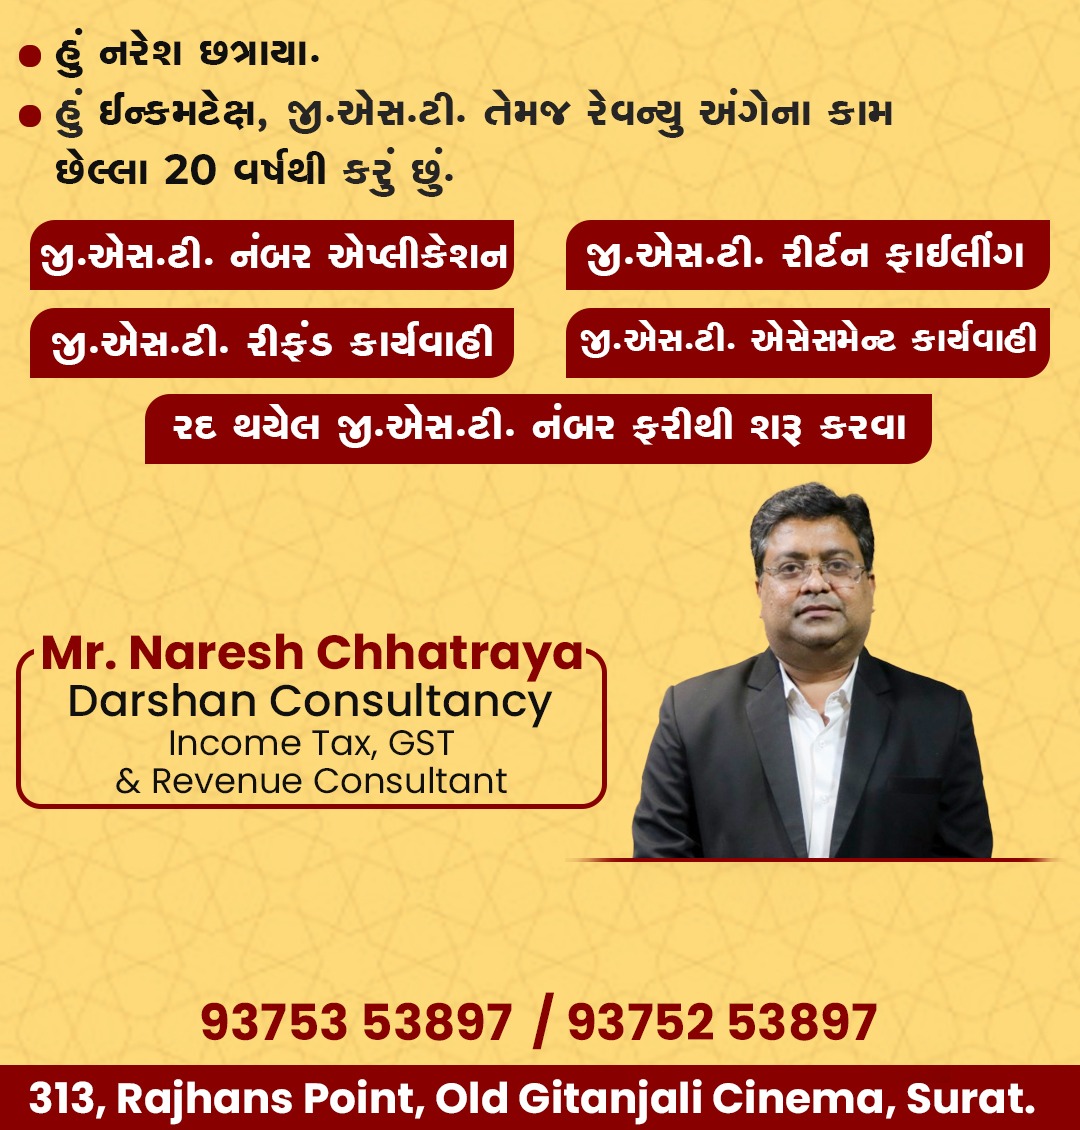 હું નરેશ છત્રાયા.
હું ઈન્કમટેક્ષ, જી.એસ.ટી. તેમજ રેવન્યુ અંગેના કામ
છેલ્લા 20 વર્ષથી કરું છું.
જી.એસ.ટી. નંબર એપ્લીકેશન
જી.એસ.ટી. રીર્ટન ફાઈલીંગ
જી.એસ.ટી. રીફંડ કાર્યવાહી
જી.એસ.ટી. એસેસમેન્ટ કાર્યવાહી
રદ થયેલ જી.એસ.ટી. નંબર ફરીથી શરૂ કરવા
Mr. Naresh Chhatraya
Darshan Consultancy
Income Tax, GST
& Revenue Consultant
93753 53897 / 93752 53897
313, Rajhans Point, Old Gitanjali Cinema, Surat.